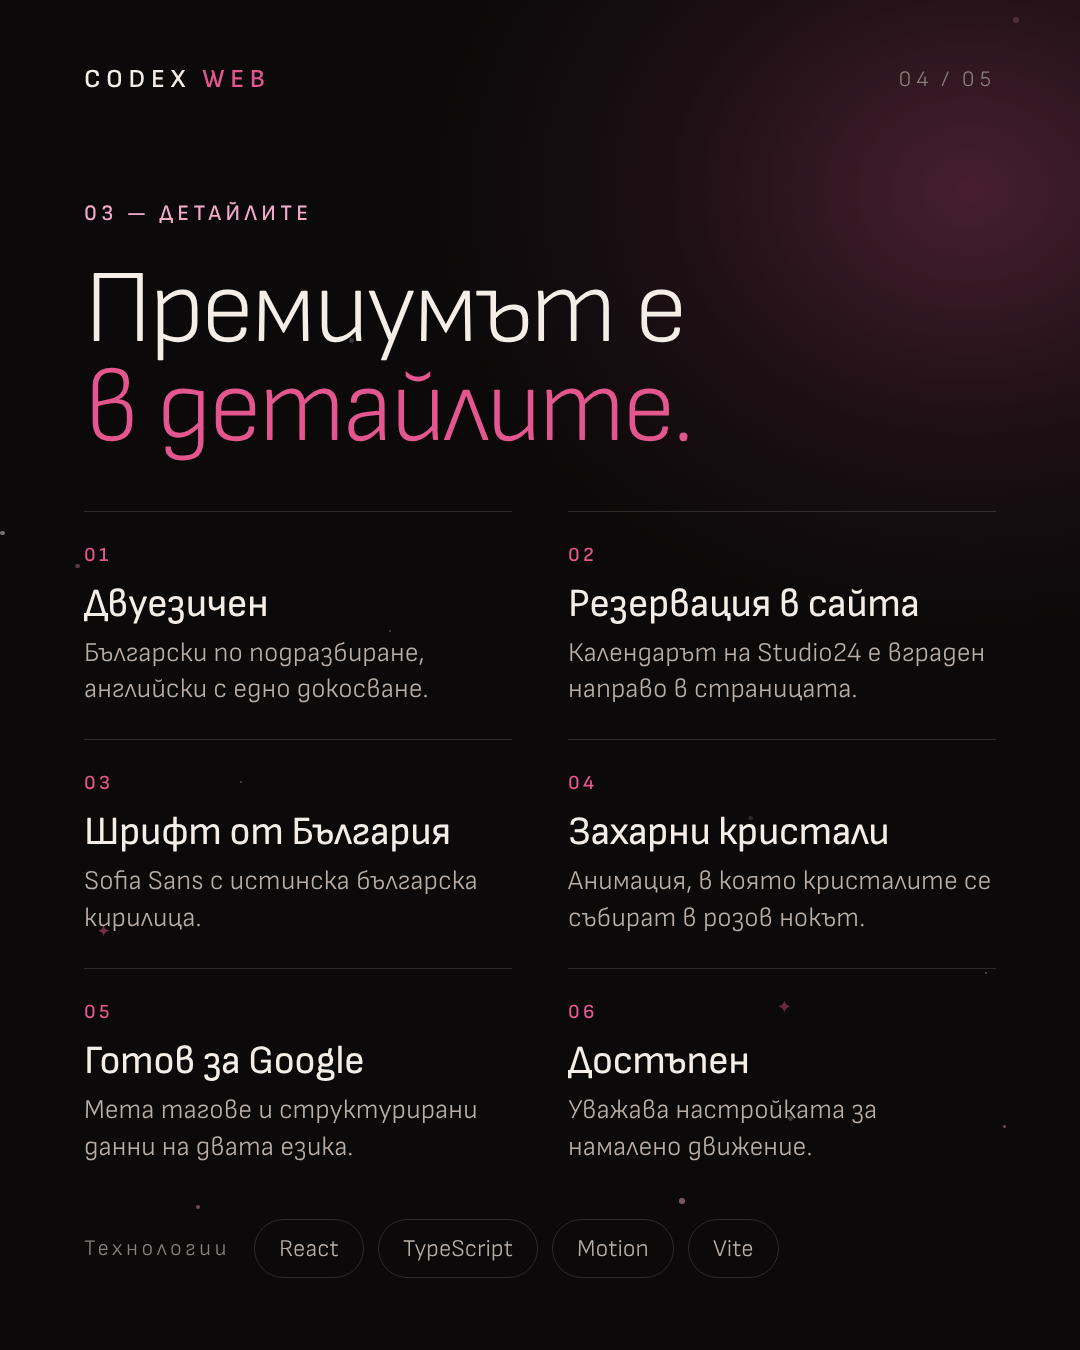 CODEX WEB
04 / 05
03 — ДЕТАЙЛИТЕ
Премиумът е
в детайлите.
01
Двуезичен
Български по подразбиране,
английски с едно докосване.
02
Резервация в сайта
Календарът на Studio24 е вграден
направо в страницата.
03
Шрифт от България
Sofia Sans с истинска българска
кирилица.
04
Захарни кристали
Анимация, в която кристалите се
събират в розов нокът.
05
Готов за Google
Мета тагове и структурирани
данни на двата езика.
06
Достъпен
Уважава настройката за
намалено движение.
Технологии
React
TypeScript
Motion
Vite